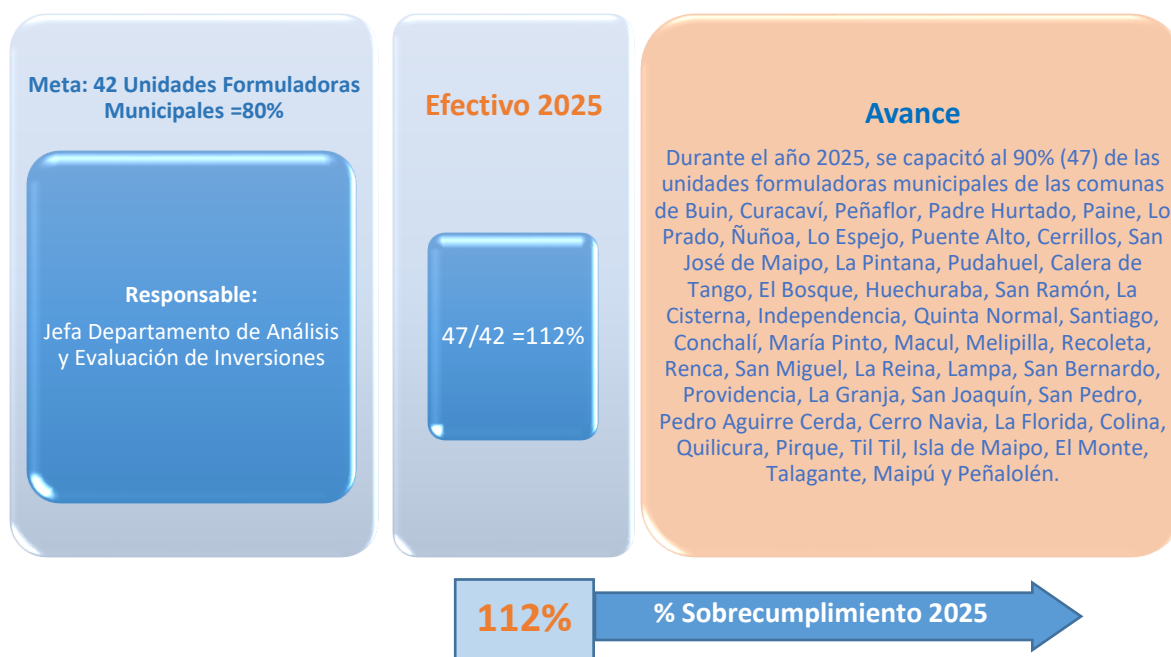 Meta: 42 Unidades Formuladoras
Municipales =80%
Responsable:
Jefa Departamento de Análisis
y Evaluación de Inversiones
Efectivo 2025
47/42 =112%
Avance
Durante el año 2025, se capacitó al 90% (47) de las
unidades formuladoras municipales de las comunas
de Buin, Curacaví, Peñaflor, Padre Hurtado, Paine, Lo
Prado, Ñuñoa, Lo Espejo, Puente Alto, Cerrillos, San
José de Maipo, La Pintana, Pudahuel, Calera de
Tango, El Bosque, Huechuraba, San Ramón, La
Cisterna, Independencia, Quinta Normal, Santiago,
Conchalí, María Pinto, Macul, Melipilla, Recoleta,
Renca, San Miguel, La Reina, Lampa, San Bernardo,
Providencia, La Granja, San Joaquín, San Pedro,
Pedro Aguirre Cerda, Cerro Navia, La Florida, Colina,
Quilicura, Pirque, Til Til, Isla de Maipo, El Monte,
Talagante, Maipú y Peñalolén.
112%
% Sobrecumplimiento 2025